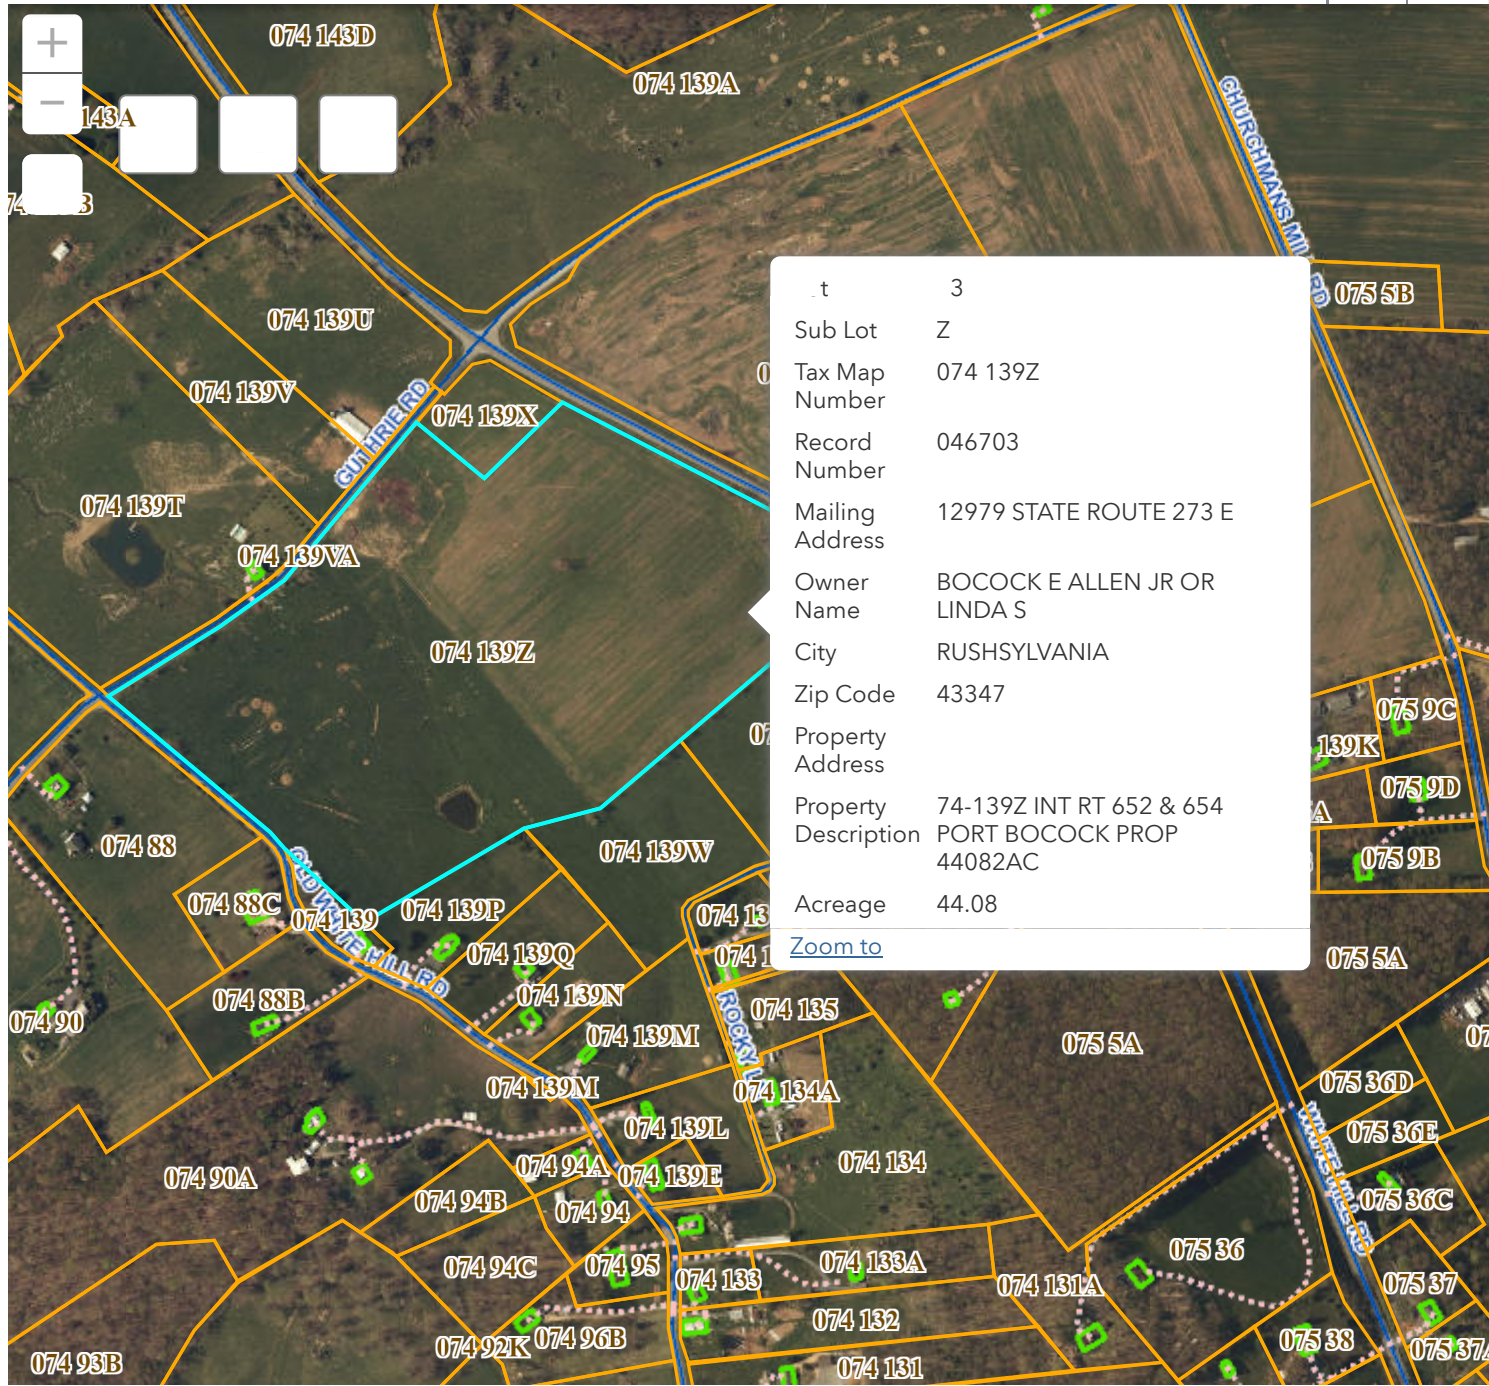 074 143D
074 139A
143A
CHURCHMANS MILL RD
075 5B
074 139U
074 139V
GUTHRIE RD
074 139X
074 139T
074 139VA
074 139Z
3
Sub Lot Z
Tax Map 074 139Z
Number
Record 046703
Number
Mailing 12979 STATE ROUTE 273 E
Address
Owner BOCOCK E ALLEN JR OR
Name LINDA S
City RUSHSYLVANIA
Zip Code 43347
Property
Address
Property 74-139Z INT RT 652 & 654
Description PORT BOCOCK PROP
44082AC
Acreage 44.08
Zoom to
075 9C
139K
075 9D
075 9B
074 88
074 139W
074 88C
074 139
074 139P
OLD WHITE HILL RD
074 139Q
074 88B
074 139N
074 90
074 139M
074 139M
ROCKY L
074 135
075 5A
075 5A
074 134A
075 36D
075 36E
074 139L
074 134
074 90A
074 94A
074 139E
075 36C
074 94B
074 94
WHITE HILL RD
075 36
074 94C
074 95
074 133
074 133A
074 131A
075 37
074 92K
074 96B
074 132
075 38
075 37A
074 93B
074 131